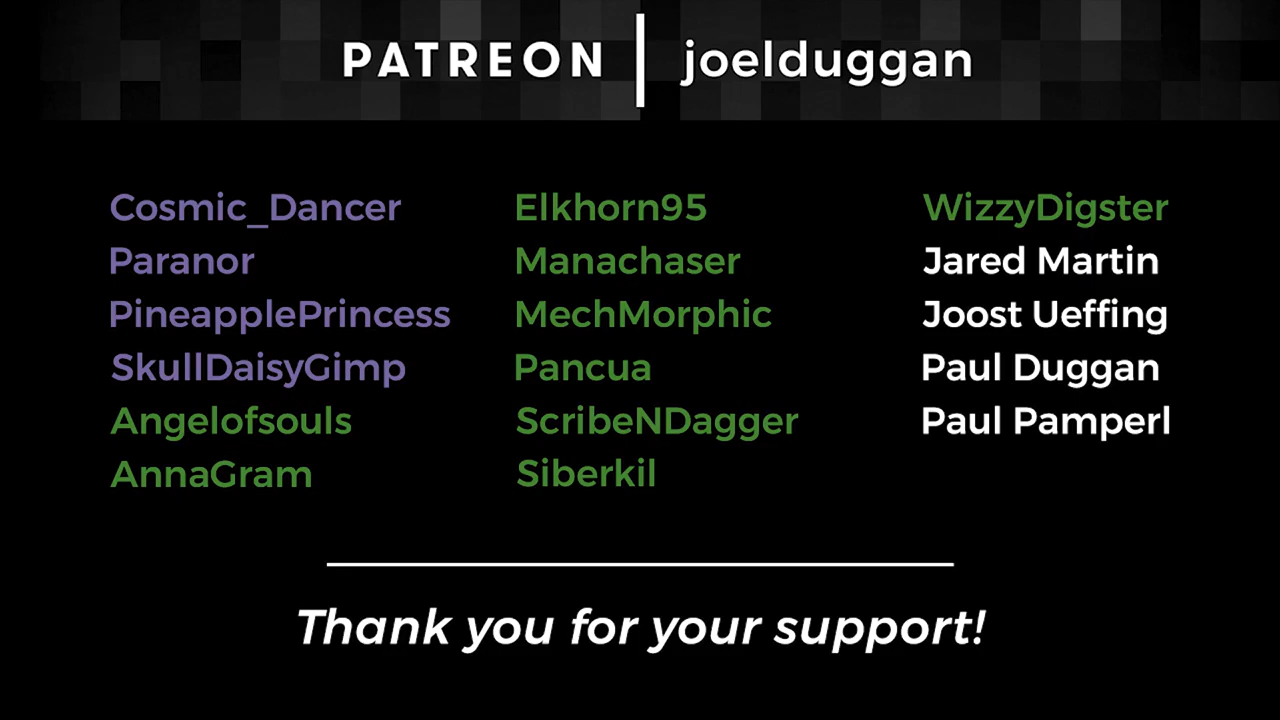 PATREON | joelduggan
Cosmic_Dancer
Paranor
PineapplePrincess
SkullDaisyGimp
Angelofsouls
AnnaGram
Elkhorn95
Manachaser
MechMorphic
Pancua
ScribeNDagger
Siberkil
WizzyDigster
Jared Martin
Joost Ueffing
Paul Duggan
Paul Pamperl
Thank you for your support!